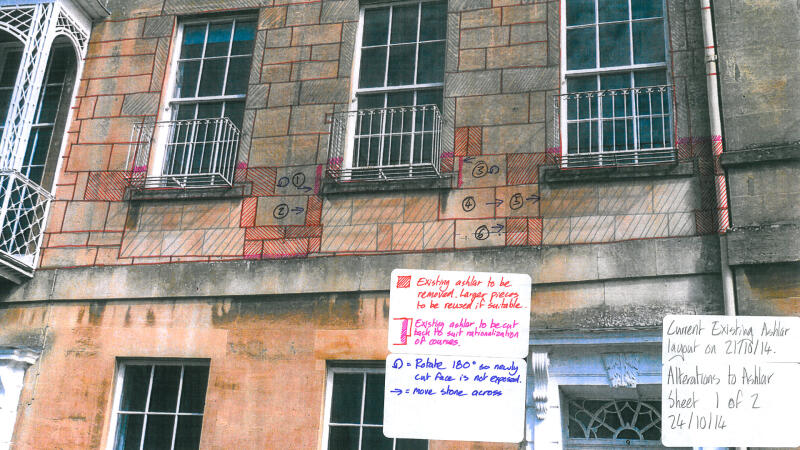 1
2
3
4
5
6
Existing ashlar to be
removed. Larger pieces
to be reused if suitable.
Existing ashlar to be cut
back to suit rationalization
of courses.
= Rotate 180° so newly
cut face is not exposed.
→ = move stone across
Current Existing Ashlar
layout on 21/10/14.
Alterations to Ashlar
Sheet 1 of 2
24/10/14